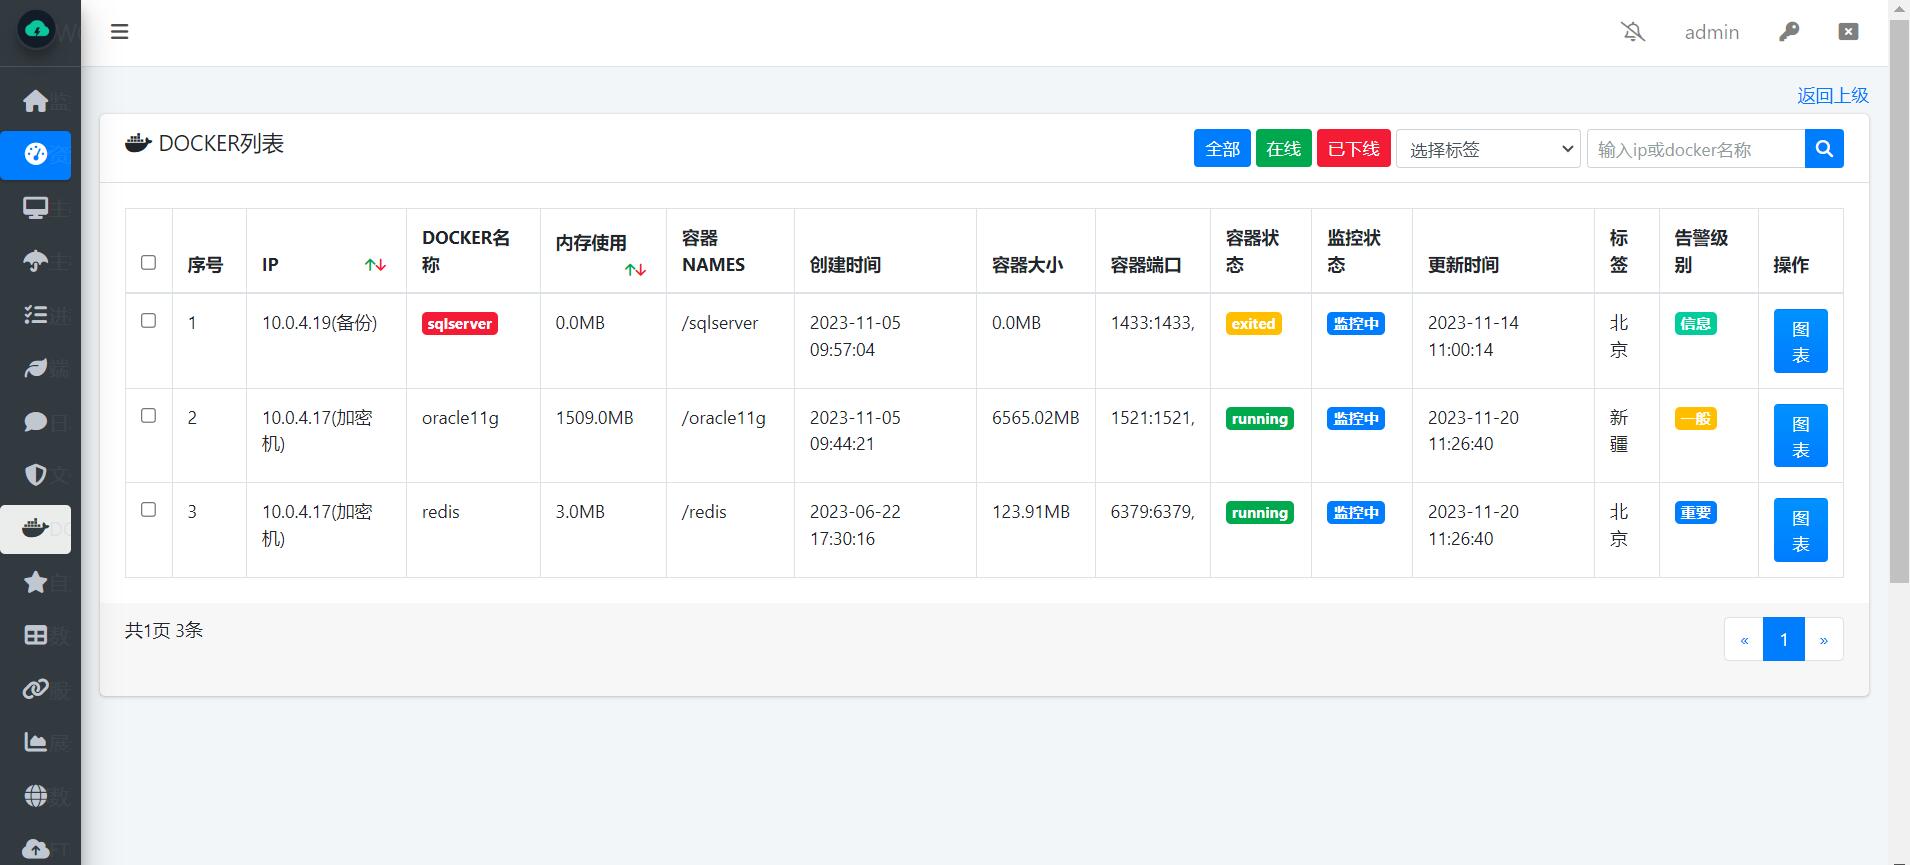 admin
返回上级
DOCKER列表
全部 在线 已下线 选择标签 输入ip或docker名称
序号 IP DOCKER名称 内存使用 容器NAMES 创建时间 容器大小 容器端口 容器状态 监控状态 更新时间 标签 告警级别 操作
1 10.0.4.19(备份) sqlserver 0.0MB /sqlserver 2023-11-05 09:57:04 0.0MB 1433:1433, exited 监控中 2023-11-14 11:00:14 北京 信息 图表
2 10.0.4.17(加密机) oracle11g 1509.0MB /oracle11g 2023-11-05 09:44:21 6565.02MB 1521:1521, running 监控中 2023-11-20 11:26:40 新疆 一般 图表
3 10.0.4.17(加密机) redis 3.0MB /redis 2023-06-22 17:30:16 123.91MB 6379:6379, running 监控中 2023-11-20 11:26:40 北京 重要 图表
共1页 3条
« 1 »